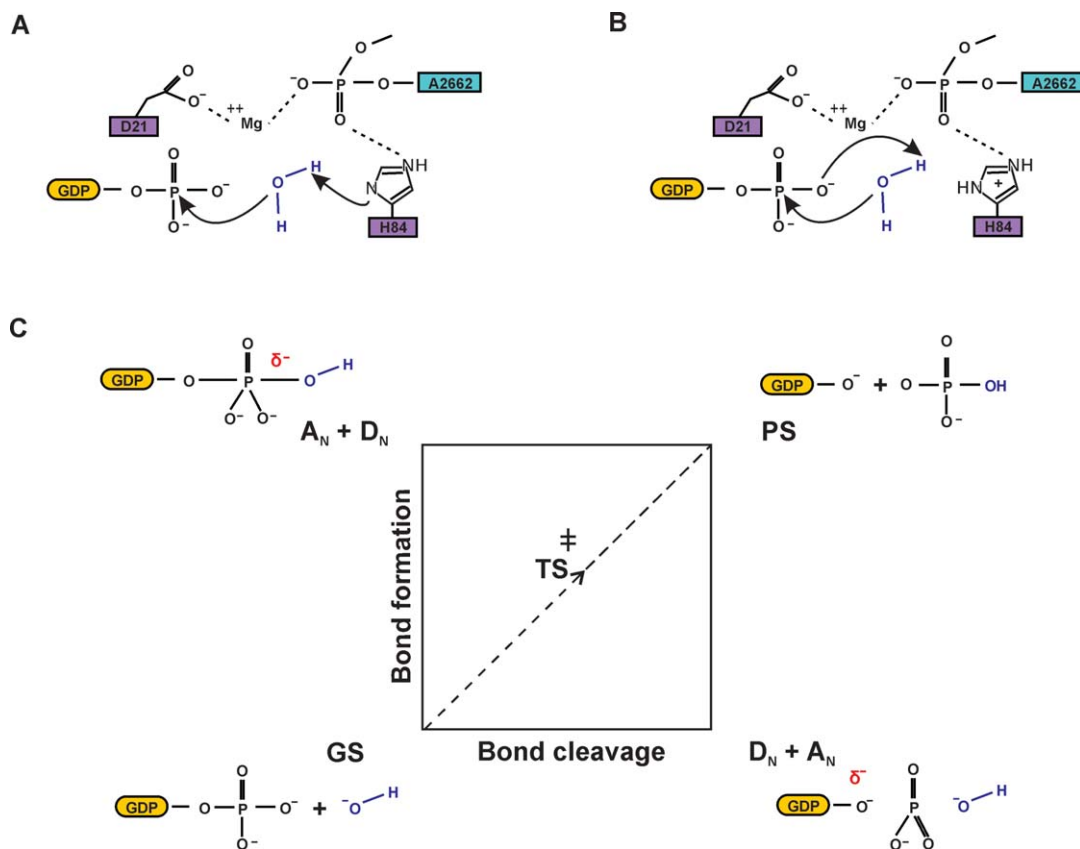 A
B
O
O
O
O⁻
++
Mg
⁻O
P
O
A2662
D21
O
O
GDP
O
P
O⁻
O⁻
O
H
H
N
NH
H84
O
O
O⁻
++
Mg
⁻O
P
O
A2662
D21
O
O
GDP
O
P
O⁻
O⁻
O
H
H
HN
NH
+
H84
C
O
δ⁻
H
GDP
O
P
O
O⁻
O⁻
A_N + D_N
O
GDP
O⁻
+
O
P
OH
O⁻
PS
Bond formation
‡
TS
GS
Bond cleavage
D_N + A_N
O
GDP
O
P
O⁻
+
⁻O
H
O⁻
δ⁻
GDP
O⁻
O
P
O⁻
O
⁻O
H